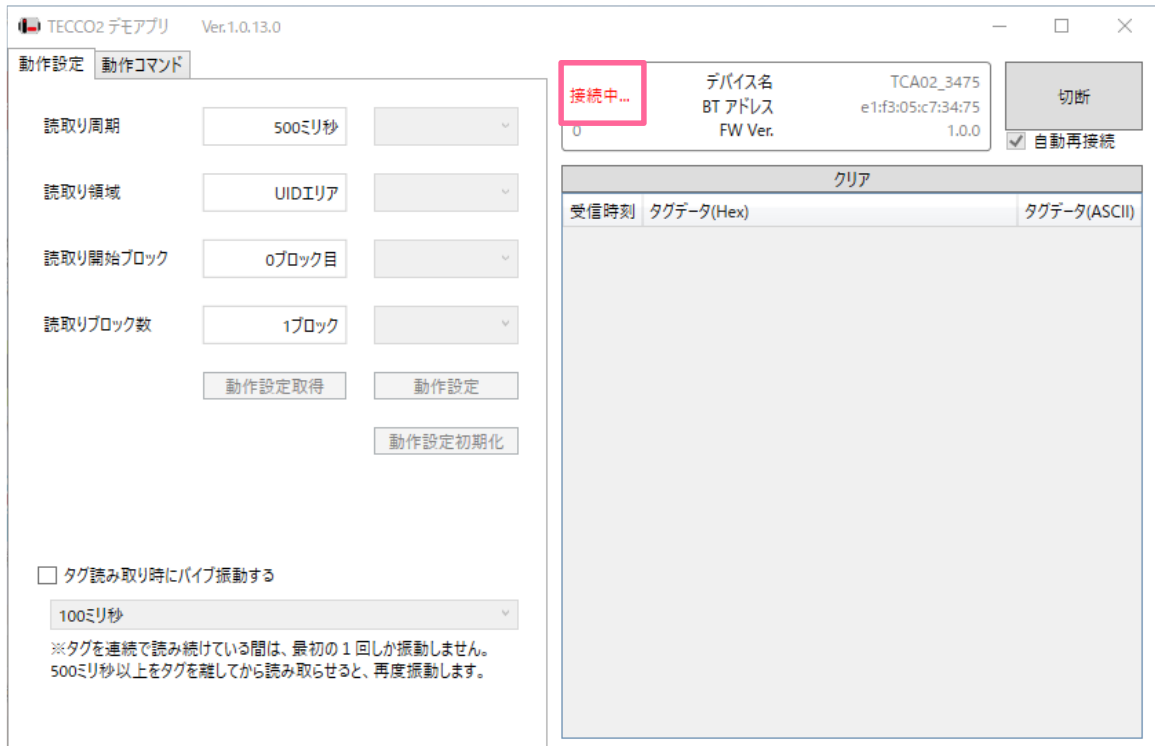 TECCO2 デモアプリ Ver.1.0.13.0
動作設定 動作コマンド
読取り周期 500ミリ秒
読取り領域 UIDエリア
読取り開始ブロック 0ブロック目
読取りブロック数 1ブロック
動作設定取得 動作設定
動作設定初期化
タグ読み取り時にバイブ振動する
100ミリ秒
※タグを連続で読み続けている間は、最初の1回しか振動しません。
500ミリ秒以上をタグを離してから読み取らせると、再度振動します。
接続中...
0
デバイス名 TCA02_3475
BT アドレス e1:f3:05:c7:34:75
FW Ver. 1.0.0
切断
自動再接続
クリア
受信時刻 タグデータ(Hex) タグデータ(ASCII)